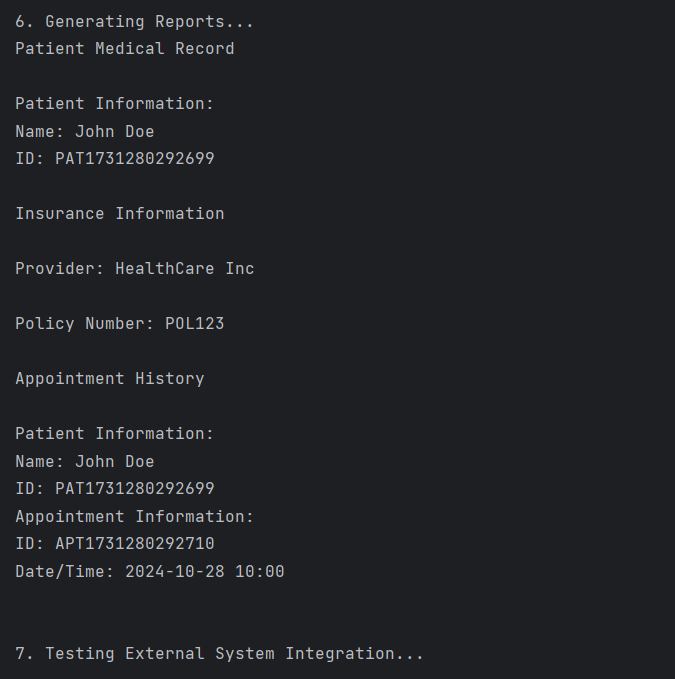 6. Generating Reports...
Patient Medical Record
Patient Information:
Name: John Doe
ID: PAT1731280292699
Insurance Information
Provider: HealthCare Inc
Policy Number: POL123
Appointment History
Patient Information:
Name: John Doe
ID: PAT1731280292699
Appointment Information:
ID: APT1731280292710
Date/Time: 2024-10-28 10:00
7. Testing External System Integration...